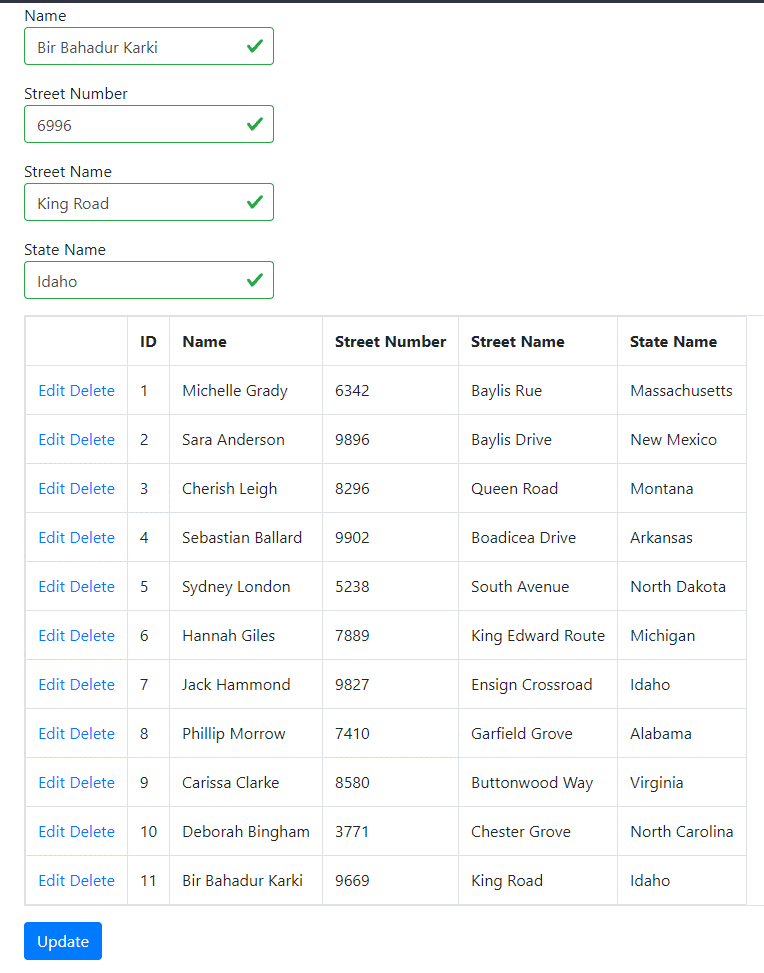 Name
Bir Bahadur Karki
Street Number
6996
Street Name
King Road
State Name
Idaho
ID Name Street Number Street Name State Name
Edit Delete 1 Michelle Grady 6342 Baylis Rue Massachusetts
Edit Delete 2 Sara Anderson 9896 Baylis Drive New Mexico
Edit Delete 3 Cherish Leigh 8296 Queen Road Montana
Edit Delete 4 Sebastian Ballard 9902 Boadicea Drive Arkansas
Edit Delete 5 Sydney London 5238 South Avenue North Dakota
Edit Delete 6 Hannah Giles 7889 King Edward Route Michigan
Edit Delete 7 Jack Hammond 9827 Ensign Crossroad Idaho
Edit Delete 8 Phillip Morrow 7410 Garfield Grove Alabama
Edit Delete 9 Carissa Clarke 8580 Buttonwood Way Virginia
Edit Delete 10 Deborah Bingham 3771 Chester Grove North Carolina
Edit Delete 11 Bir Bahadur Karki 9669 King Road Idaho
Update